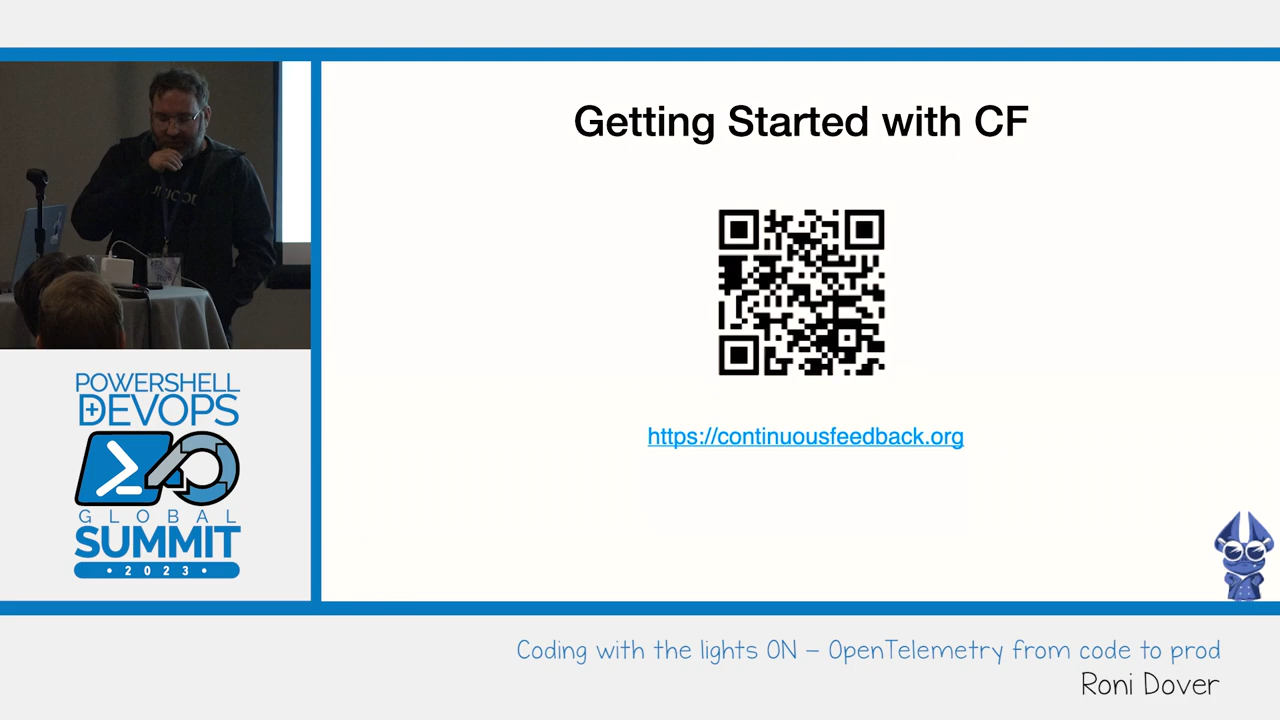 Getting Started with CF
https://continuousfeedback.org
POWERSHELL
+DEVOPS
GLOBAL
SUMMIT
• 2023 •
Coding with the lights ON – OpenTelemetry from code to prod
Roni Dover